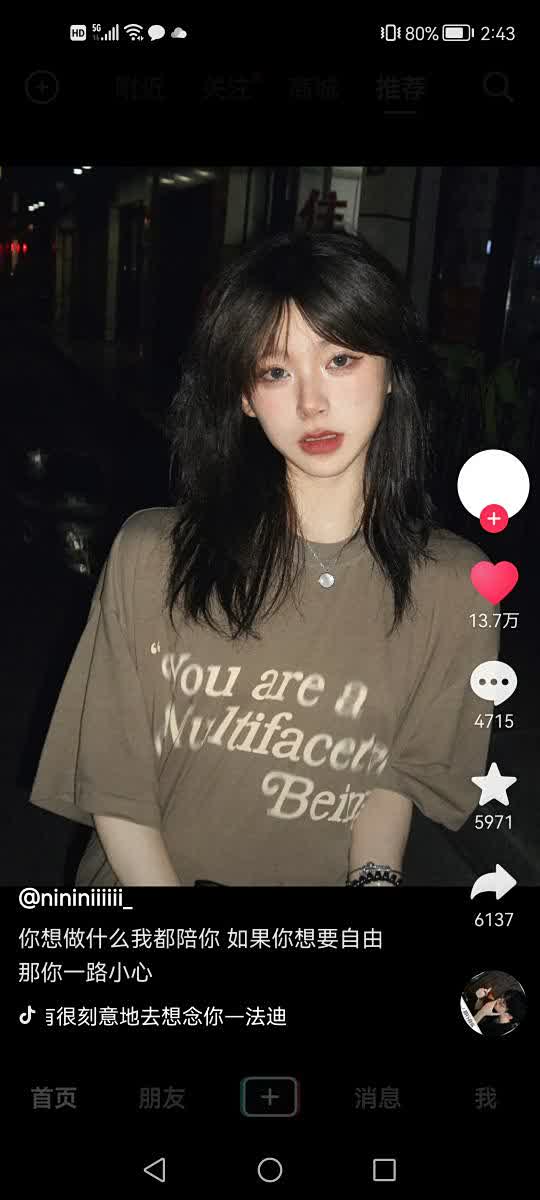 HD 5G 80% 2:43
附近 关注 商城 推荐
住
"You are a
Multifaceted
Bein
13.7万
4715
5971
6137
@nininiiiiii_
你想做什么我都陪你 如果你想要自由
那你一路小心
有很刻意地去想念你—法迪
首页 朋友 消息 我